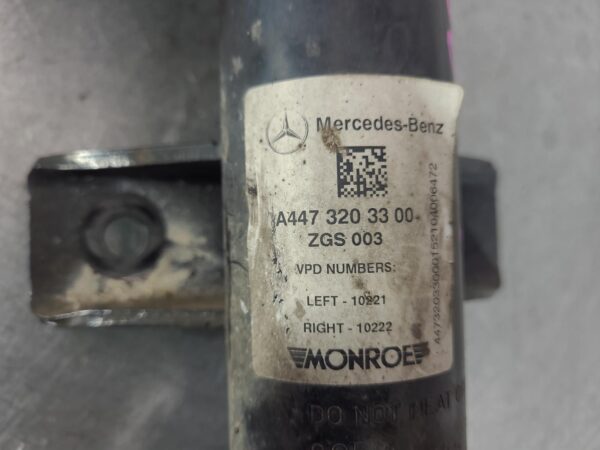 Mercedes-Benz
A447 320 33 00
ZGS 003
VPD NUMBERS:
LEFT - 10221
RIGHT - 10222
MONROE
DO NOT HEAT